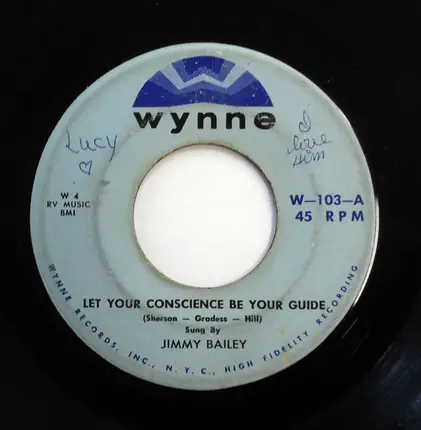 wynne
Lucy
I
love
Him
W 4
RV MUSIC
BMI
W—103—A
45 RPM
LET YOUR CONSCIENCE BE YOUR GUIDE
(Sherson — Gradess — Hill)
Sung By
JIMMY BAILEY
WYNNE RECORDS, INC., N. Y. C., HIGH FIDELITY RECORDING